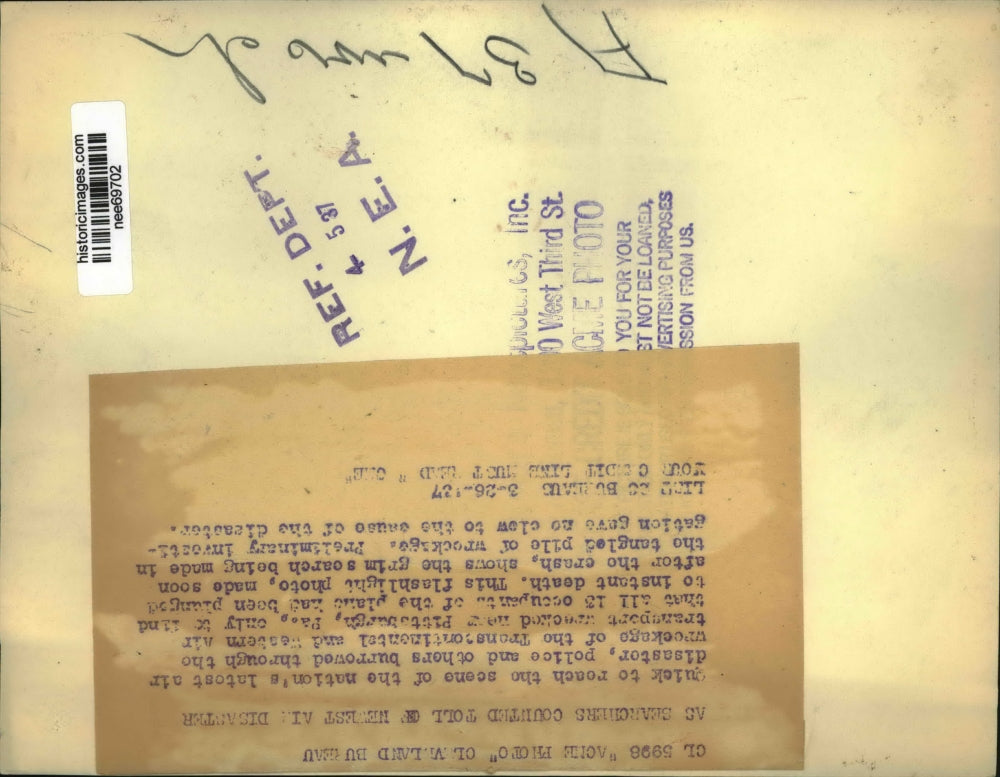 historicimages.com
nee69702
REF. DEPT.
4 5 37
N. E. A.
Inc.
West Third St.
PHOTO
YOU FOR YOUR
NOT BE LOANED,
PURPOSES
FROM US.
CL 5998 "ACME PHOTO" CLEVELAND BUREAU
AS SEARCHERS COUNTED TOLL OF NEWEST AIR DISASTER
Quick to reach the scene of the nation's latest air
disaster, police and others burrowed through the
wreckage of the Transcontinental and Western Air
transport wrecked near Pittsburgh, Pa., only to find
that all 13 occupants of the plane had been plunged
to instant death. This flashlight photo, made soon
after the crash, shows the grim search being made in
the tangled pile of wreckage. Preliminary investi-
gation gave no clew to the cause of the disaster.
BUREAUS 3-26-'37
YOUR CREDIT LINE MUST READ "